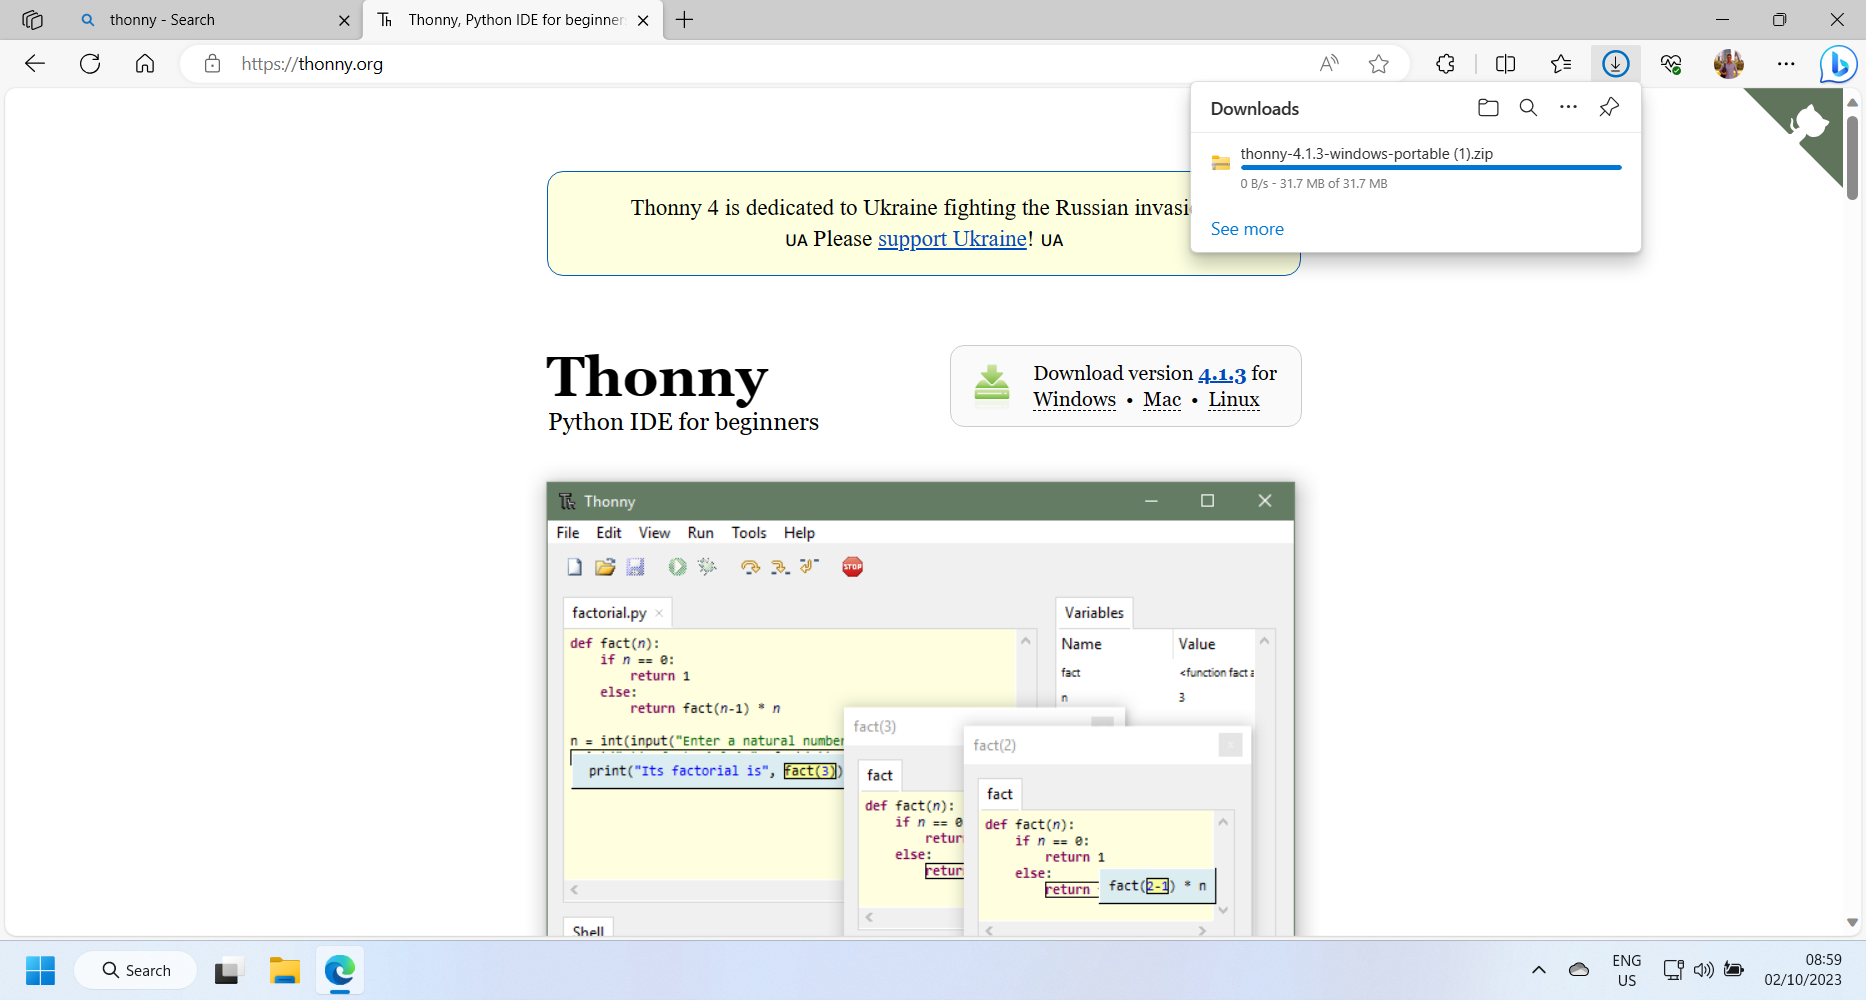 thonny - Search
Th Thonny, Python IDE for beginner
https://thonny.org
Downloads
thonny-4.1.3-windows-portable (1).zip
0 B/s - 31.7 MB of 31.7 MB
See more
Thonny 4 is dedicated to Ukraine fighting the Russian invasi
UA Please support Ukraine! UA
Thonny
Python IDE for beginners
Download version 4.1.3 for
Windows • Mac • Linux
Th Thonny
File Edit View Run Tools Help
STOP
factorial.py
def fact(n):
if n == 0:
return 1
else:
return fact(n-1) * n
n = int(input("Enter a natural number
print("Its factorial is", fact(3))
Variables
Name Value
fact <function fact a
n 3
fact(3)
fact
def fact(n):
if n == 0
retur
else:
retur
fact(2)
fact
def fact(n):
if n == 0:
return 1
else:
return fact(2-1) * n
Shell
Search
ENG
US
08:59
02/10/2023